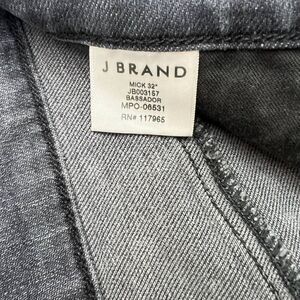 J BRAND
MICK 32"
JB003157
BASSADOR
MPO-06531
RN# 117965